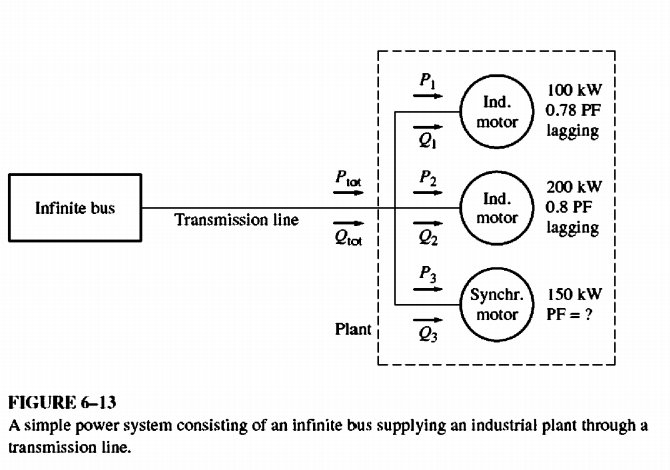 P1
Ind.
motor
100 kW
0.78 PF
lagging
Q1
Ptot
P2
Infinite bus
Transmission line
Ind.
motor
200 kW
0.8 PF
lagging
Qtot
Q2
P3
Synchr.
motor
150 kW
PF = ?
Plant
Q3
FIGURE 6–13
A simple power system consisting of an infinite bus supplying an industrial plant through a
transmission line.